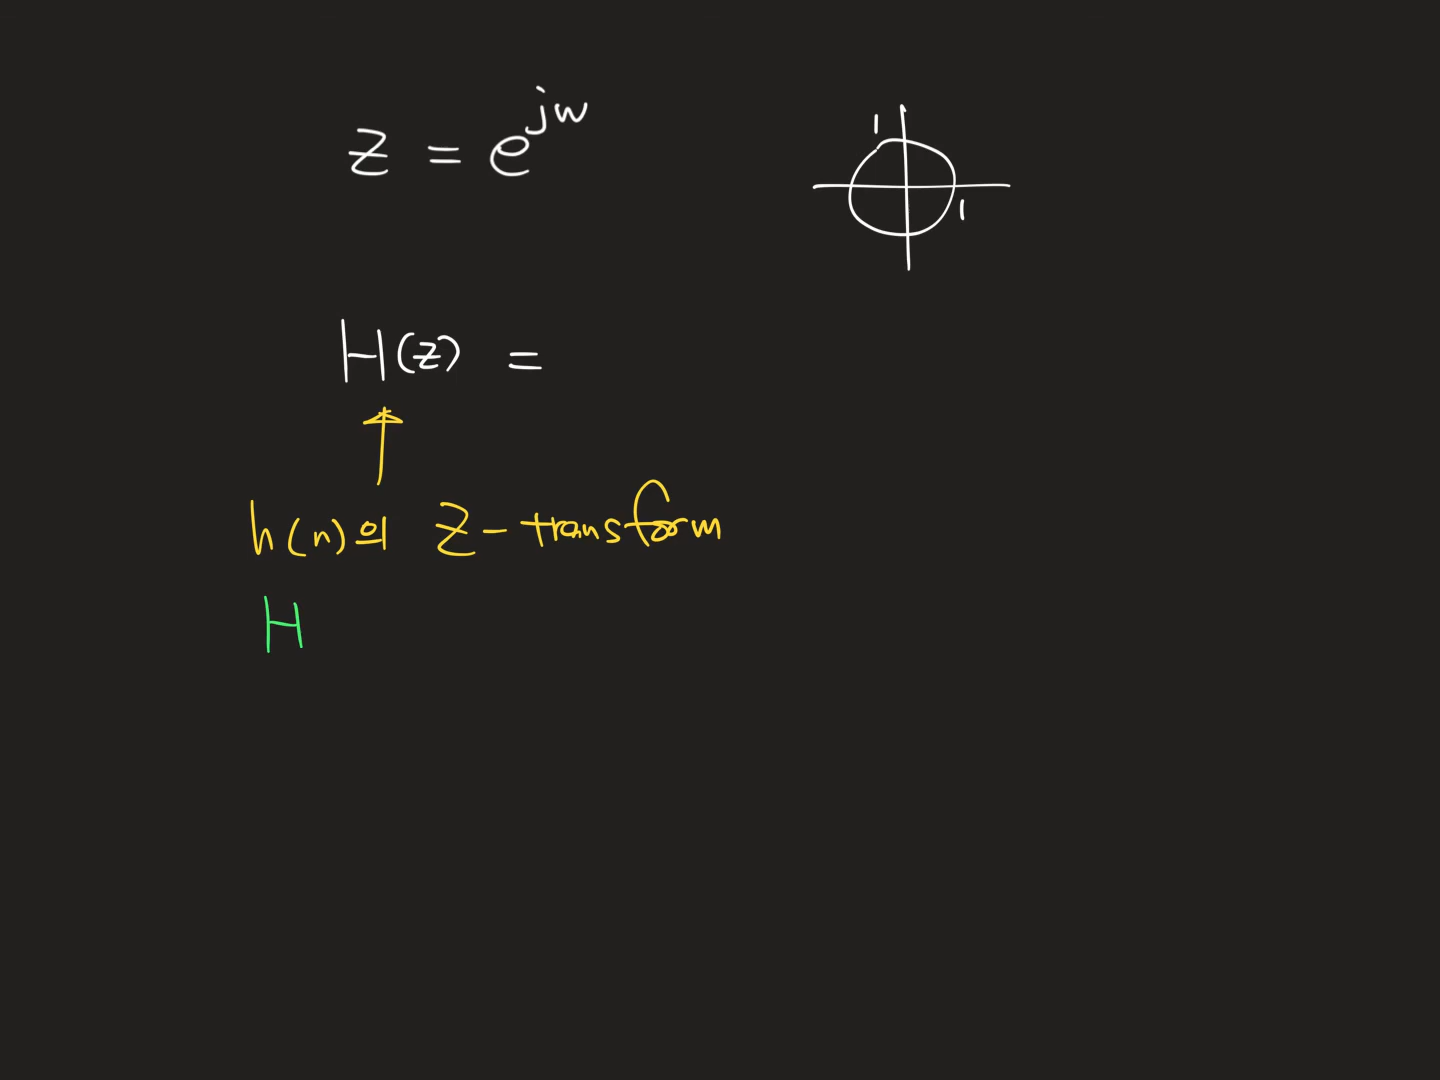 z = e^{jw}
1
1
H(z) =
h(n)의 Z-transform
H